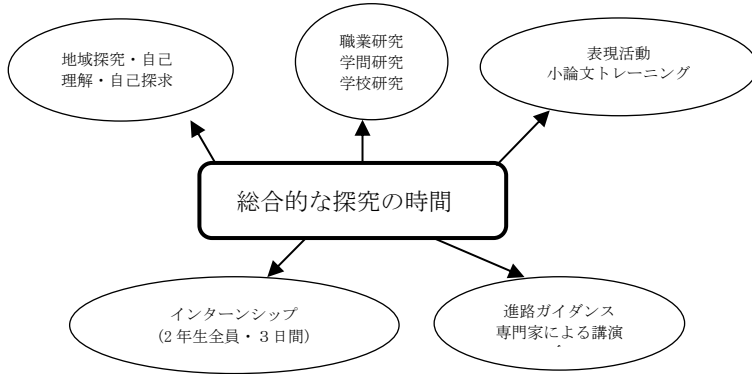 地域探究・自己
理解・自己探求
職業研究
学問研究
学校研究
表現活動
小論文トレーニング
総合的な探究の時間
インターンシップ
(2年生全員・3日間)
進路ガイダンス
専門家による講演